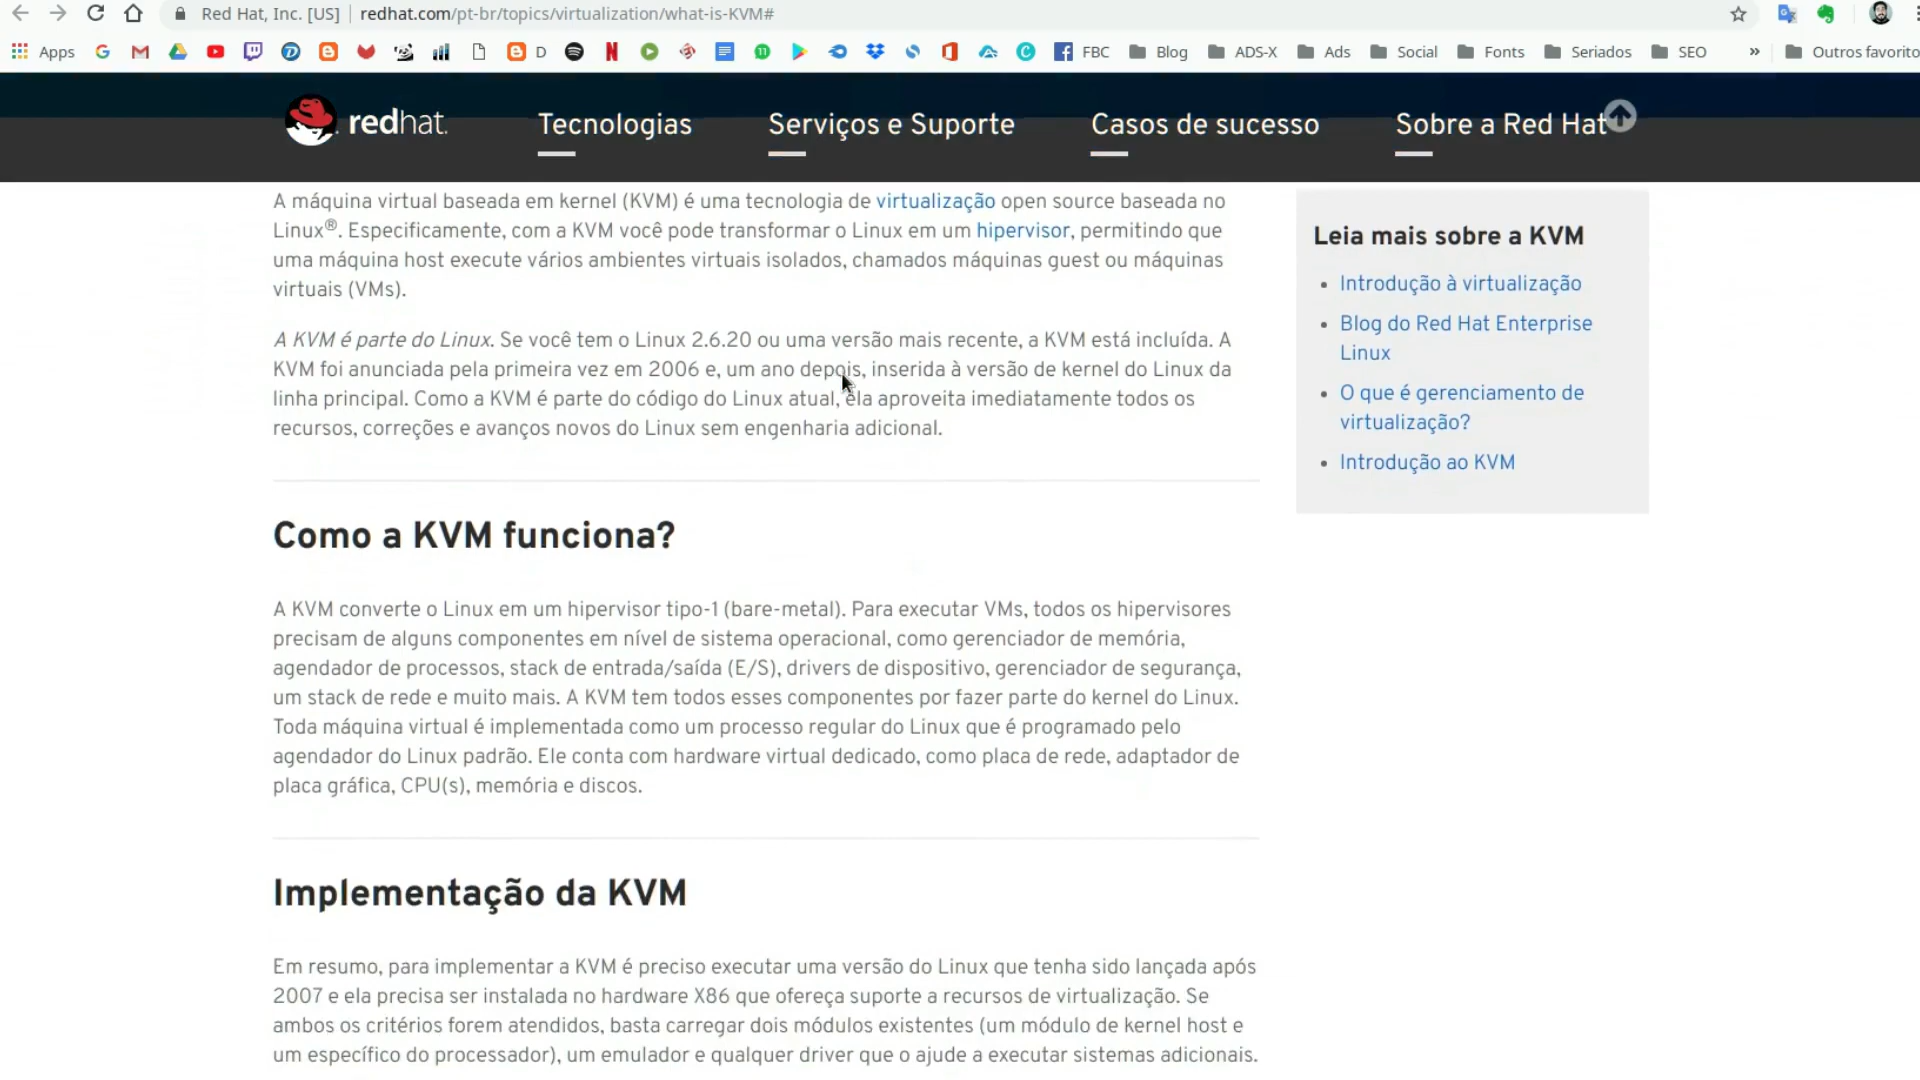 Red Hat, Inc. [US] | redhat.com/pt-br/topics/virtualization/what-is-KVM#
Apps D FBC Blog ADS-X Ads Social Fonts Seriados SEO » Outros favorito
redhat. Tecnologias Serviços e Suporte Casos de sucesso Sobre a Red Hat
A máquina virtual baseada em kernel (KVM) é uma tecnologia de virtualização open source baseada no
Linux®. Especificamente, com a KVM você pode transformar o Linux em um hipervisor, permitindo que
uma máquina host execute vários ambientes virtuais isolados, chamados máquinas guest ou máquinas
virtuais (VMs).
A KVM é parte do Linux. Se você tem o Linux 2.6.20 ou uma versão mais recente, a KVM está incluída. A
KVM foi anunciada pela primeira vez em 2006 e, um ano depois, inserida à versão de kernel do Linux da
linha principal. Como a KVM é parte do código do Linux atual, ela aproveita imediatamente todos os
recursos, correções e avanços novos do Linux sem engenharia adicional.
Como a KVM funciona?
A KVM converte o Linux em um hipervisor tipo-1 (bare-metal). Para executar VMs, todos os hipervisores
precisam de alguns componentes em nível de sistema operacional, como gerenciador de memória,
agendador de processos, stack de entrada/saída (E/S), drivers de dispositivo, gerenciador de segurança,
um stack de rede e muito mais. A KVM tem todos esses componentes por fazer parte do kernel do Linux.
Toda máquina virtual é implementada como um processo regular do Linux que é programado pelo
agendador do Linux padrão. Ele conta com hardware virtual dedicado, como placa de rede, adaptador de
placa gráfica, CPU(s), memória e discos.
Implementação da KVM
Em resumo, para implementar a KVM é preciso executar uma versão do Linux que tenha sido lançada após
2007 e ela precisa ser instalada no hardware X86 que ofereça suporte a recursos de virtualização. Se
ambos os critérios forem atendidos, basta carregar dois módulos existentes (um módulo de kernel host e
um específico do processador), um emulador e qualquer driver que o ajude a executar sistemas adicionais.
Leia mais sobre a KVM
Introdução à virtualização
Blog do Red Hat Enterprise
Linux
O que é gerenciamento de
virtualização?
Introdução ao KVM